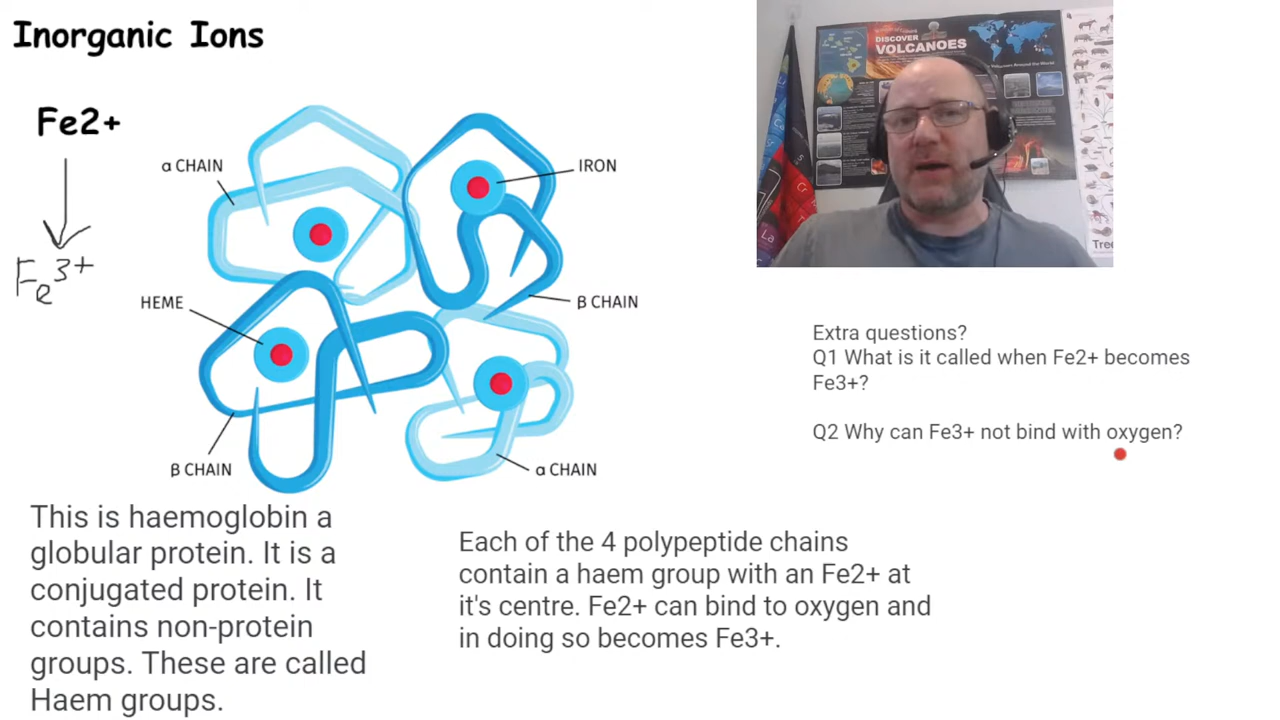 Inorganic Ions
Fe2+
Fe3+
α CHAIN
IRON
HEME
β CHAIN
β CHAIN
α CHAIN
DISCOVER
VOLCANOES
La
Cr
Tree
Extra questions?
Q1 What is it called when Fe2+ becomes
Fe3+?
Q2 Why can Fe3+ not bind with oxygen?
This is haemoglobin a
globular protein. It is a
conjugated protein. It
contains non-protein
groups. These are called
Haem groups.
Each of the 4 polypeptide chains
contain a haem group with an Fe2+ at
it's centre. Fe2+ can bind to oxygen and
in doing so becomes Fe3+.